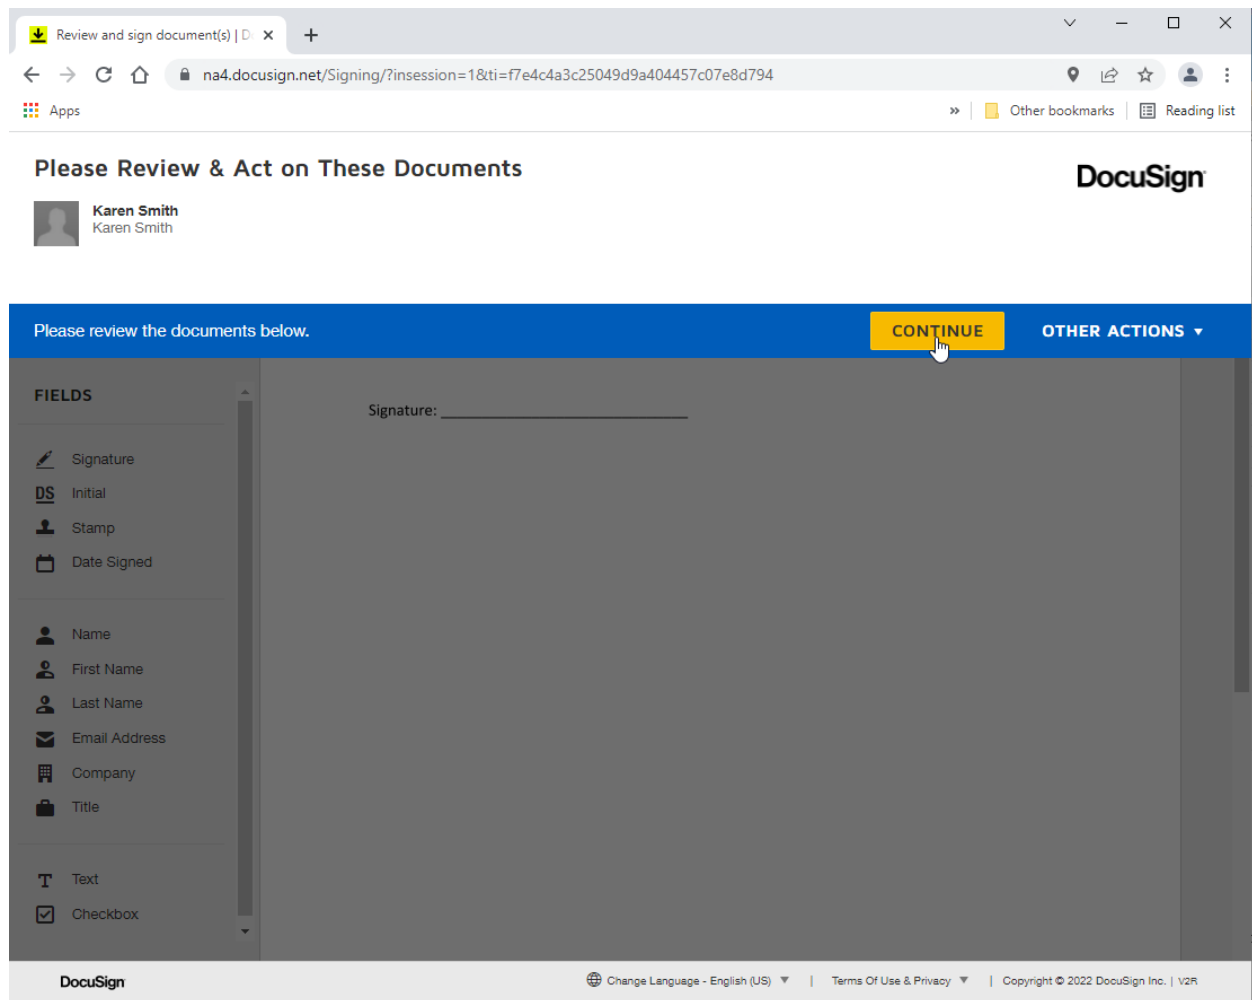 Review and sign document(s) | D
na4.docusign.net/Signing/?insession=1&ti=f7e4c4a3c25049d9a404457c07e8d794
Apps
»
Other bookmarks
Reading list
Please Review & Act on These Documents
DocuSign
Karen Smith
Karen Smith
Please review the documents below.
CONTINUE
OTHER ACTIONS
FIELDS
Signature: ______________________________
Signature
DS Initial
Stamp
Date Signed
Name
First Name
Last Name
Email Address
Company
Title
T Text
Checkbox
DocuSign
Change Language - English (US) | Terms Of Use & Privacy | Copyright © 2022 DocuSign Inc. | V2R